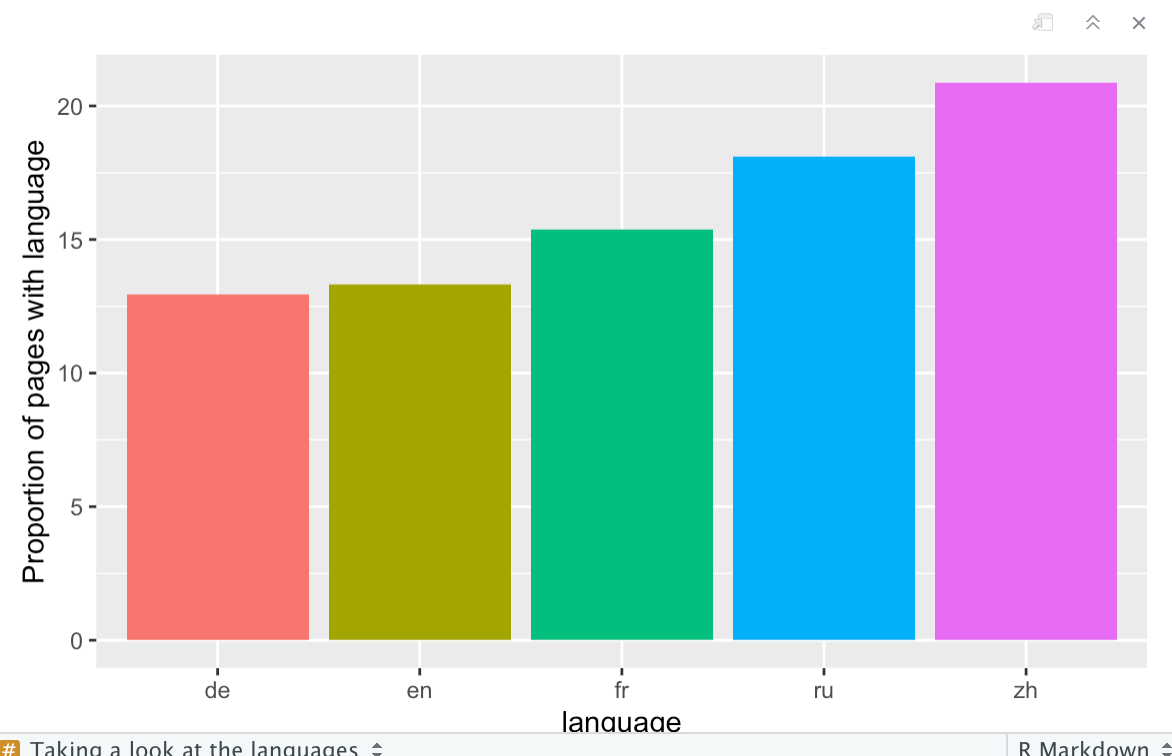 Proportion of pages with language
20
15
10
5
0
de en fr ru zh
language
# Taking a look at the languages
R Markdown